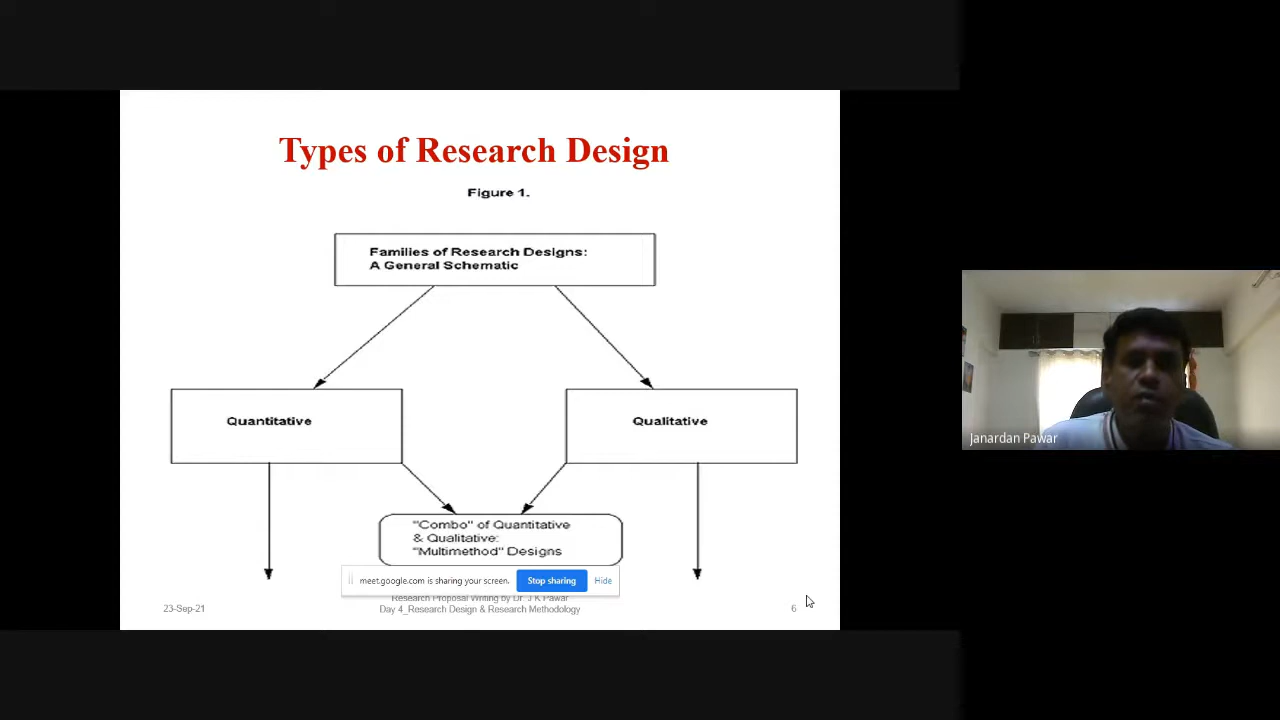 Types of Research Design
Figure 1.
Families of Research Designs:
A General Schematic
Quantitative
Qualitative
"Combo" of Quantitative
& Qualitative:
"Multimethod" Designs
meet.google.com is sharing your screen.
Stop sharing
Hide
Research Proposal Writing by Dr. J K Pawar
23-Sep-21
Day 4_Research Design & Research Methodology
6
Janardan Pawar